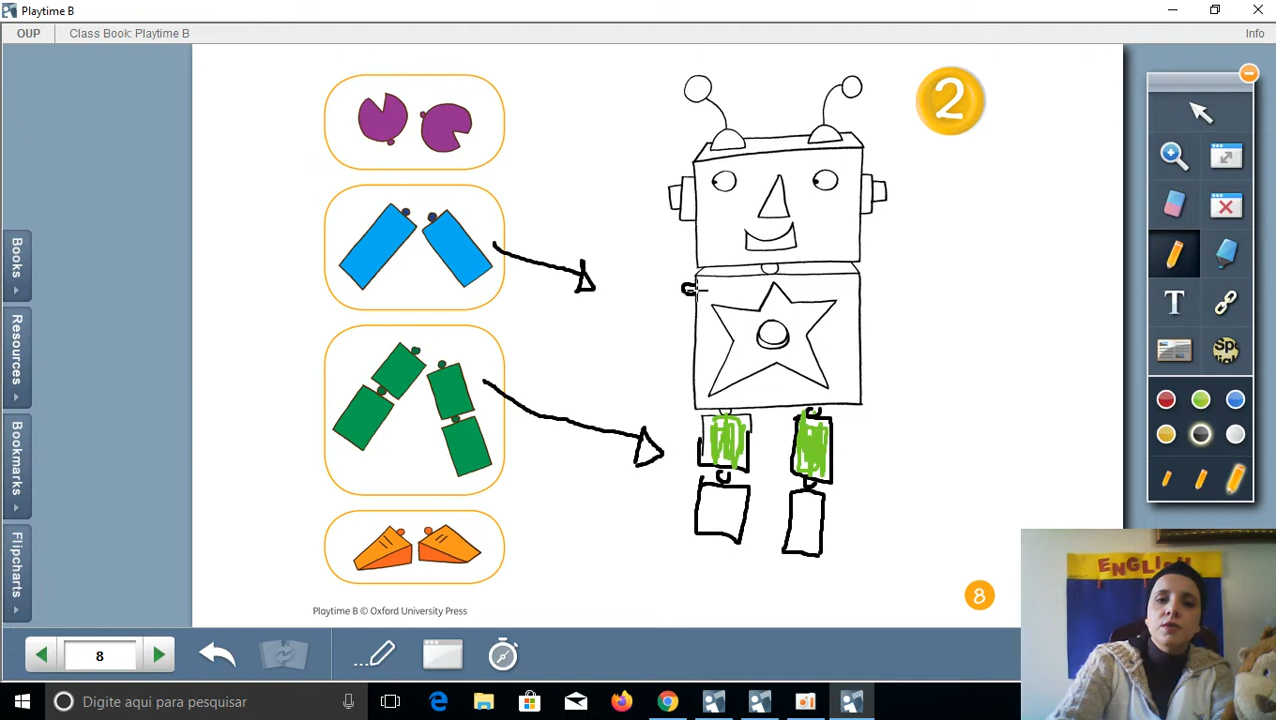 Playtime B
OUP
Class Book: Playtime B
Info
2
Books
Resources
Bookmarks
Flipcharts
T
Spe
8
Playtime B © Oxford University Press
ENGLISH
8
Digite aqui para pesquisar